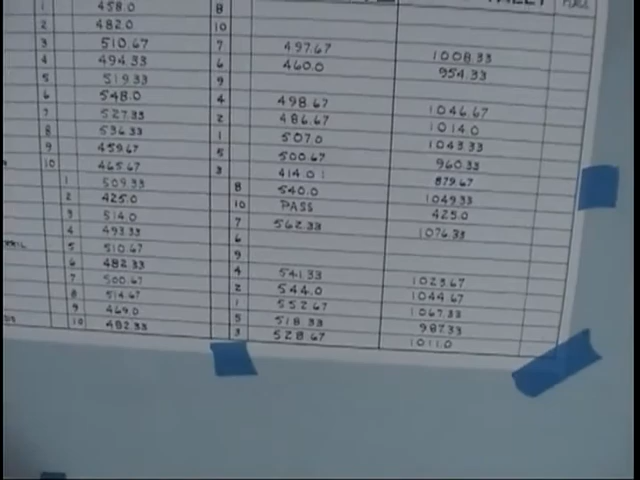 1 458.0 8
2 482.0 10
3 510.67 7 497.67 1008.33
4 494.33 6 460.0 954.33
5 519.33 9
6 548.0 4 498.67 1046.67
7 527.33 2 486.67 1014.0
8 536.33 1 507.0 1043.33
9 459.67 5 500.67 960.33
10 465.67 3 414.0 879.67
1 509.33 8 540.0 1049.33
2 425.0 10 PASS 425.0
3 514.0 7 562.33 1076.33
4 493.33 6
5 510.67 9
6 482.33 4 541.33 1023.67
7 500.67 2 544.0 1044.67
8 514.67 1 552.67 1067.33
9 469.0 5 518.33 987.33
10 482.33 3 528.67 1011.0